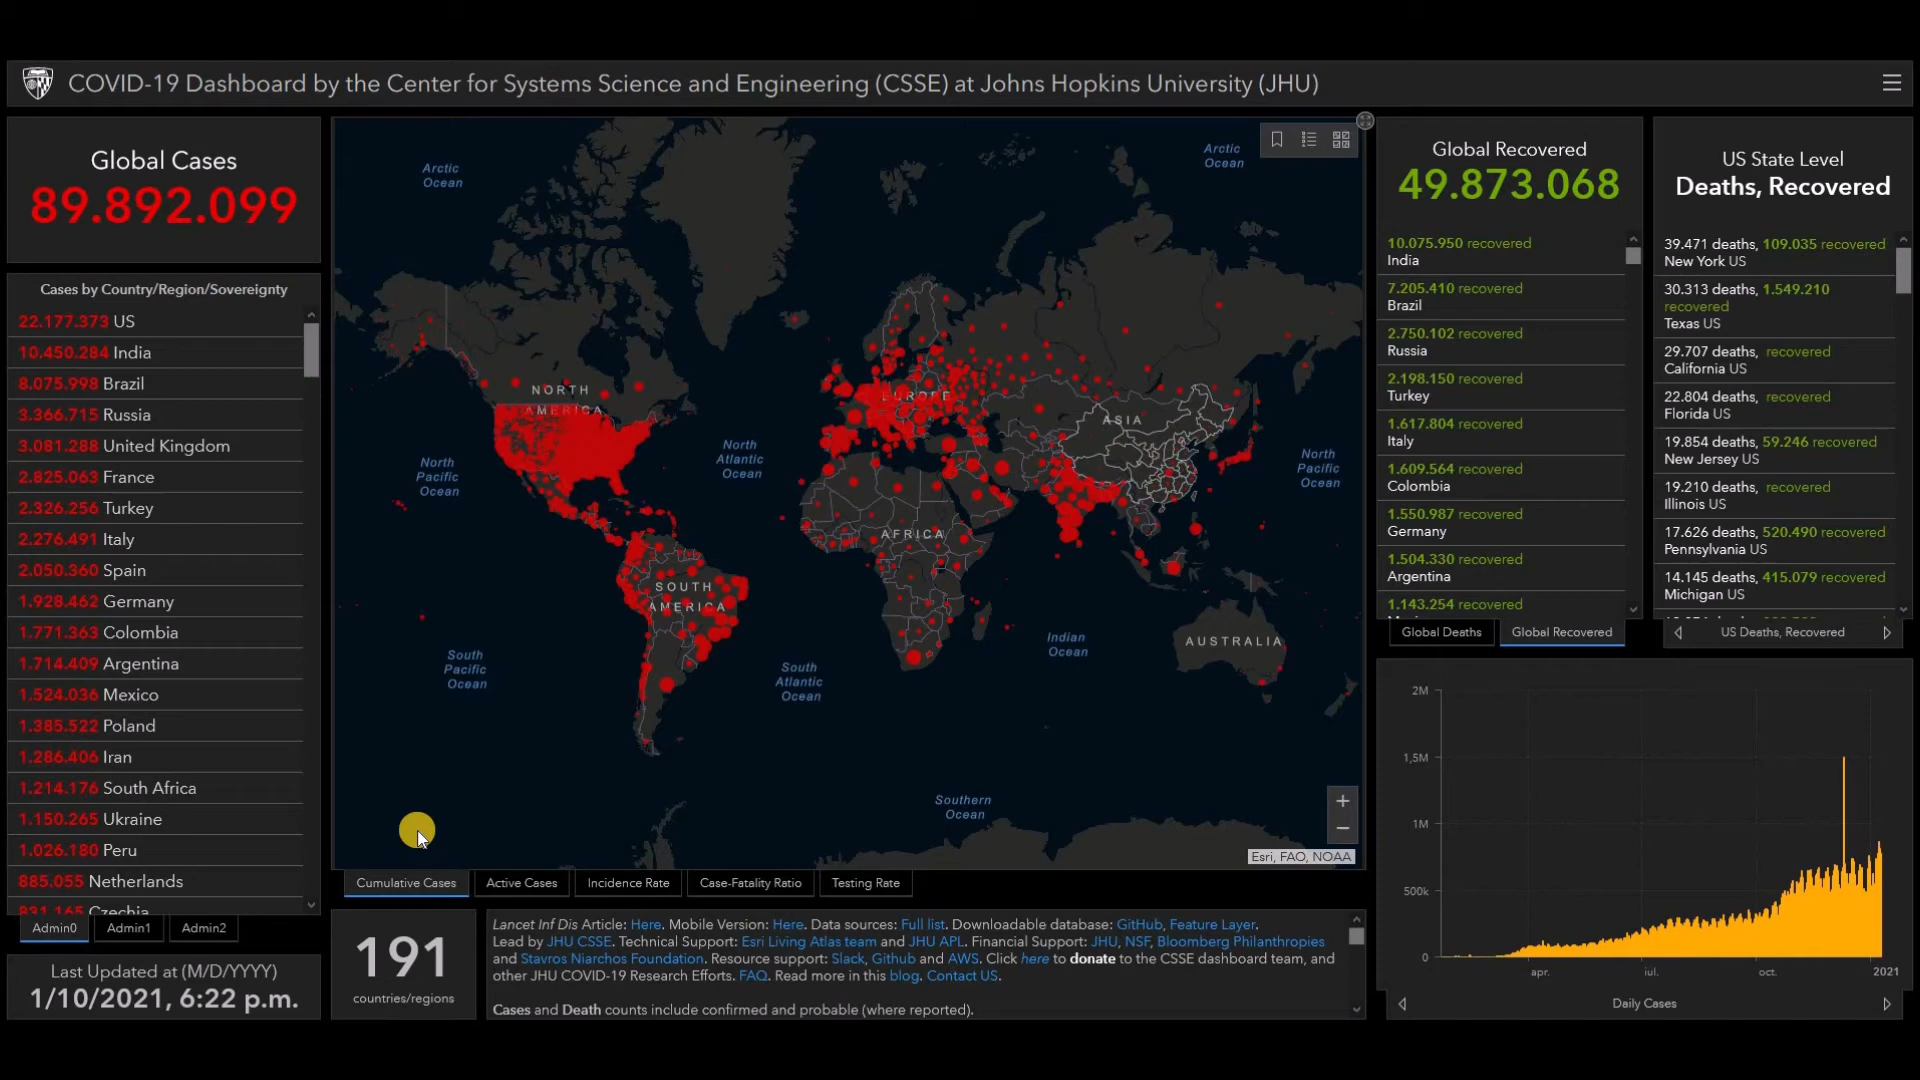 COVID-19 Dashboard by the Center for Systems Science and Engineering (CSSE) at Johns Hopkins University (JHU)
Global Cases
89.892.099
Cases by Country/Region/Sovereignty
22.177.373 US
10.450.284 India
8.075.998 Brazil
3.366.715 Russia
3.081.288 United Kingdom
2.825.063 France
2.326.256 Turkey
2.276.491 Italy
2.050.360 Spain
1.928.462 Germany
1.771.363 Colombia
1.714.409 Argentina
1.524.036 Mexico
1.385.522 Poland
1.286.406 Iran
1.214.176 South Africa
1.150.265 Ukraine
1.026.180 Peru
885.055 Netherlands
831.165 Czechia
Admin0
Admin1
Admin2
Last Updated at (M/D/YYYY)
1/10/2021, 6:22 p.m.
Arctic
Ocean
Arctic
Ocean
NORTH
AMERICA
EUROPE
ASIA
North
Atlantic
Ocean
North
Pacific
Ocean
North
Pacific
Ocean
AFRICA
SOUTH
AMERICA
Indian
Ocean
AUSTRALIA
South
Pacific
Ocean
South
Atlantic
Ocean
Southern
Ocean
+
−
Esri, FAO, NOAA
Cumulative Cases
Active Cases
Incidence Rate
Case-Fatality Ratio
Testing Rate
191
countries/regions
Lancet Inf Dis Article: Here. Mobile Version: Here. Data sources: Full list. Downloadable database: GitHub, Feature Layer.
Lead by JHU CSSE. Technical Support: Esri Living Atlas team and JHU APL. Financial Support: JHU, NSF, Bloomberg Philanthropies
and Stavros Niarchos Foundation. Resource support: Slack, Github and AWS. Click here to donate to the CSSE dashboard team, and
other JHU COVID-19 Research Efforts. FAQ. Read more in this blog. Contact US.
Cases and Death counts include confirmed and probable (where reported).
Global Recovered
49.873.068
10.075.950 recovered
India
7.205.410 recovered
Brazil
2.750.102 recovered
Russia
2.198.150 recovered
Turkey
1.617.804 recovered
Italy
1.609.564 recovered
Colombia
1.550.987 recovered
Germany
1.504.330 recovered
Argentina
1.143.254 recovered
Global Deaths
Global Recovered
US State Level
Deaths, Recovered
39.471 deaths, 109.035 recovered
New York US
30.313 deaths, 1.549.210
recovered
Texas US
29.707 deaths, recovered
California US
22.804 deaths, recovered
Florida US
19.854 deaths, 59.246 recovered
New Jersey US
19.210 deaths, recovered
Illinois US
17.626 deaths, 520.490 recovered
Pennsylvania US
14.145 deaths, 415.079 recovered
Michigan US
US Deaths, Recovered
2M
1,5M
1M
500k
0
apr.
iul.
oct.
2021
Daily Cases